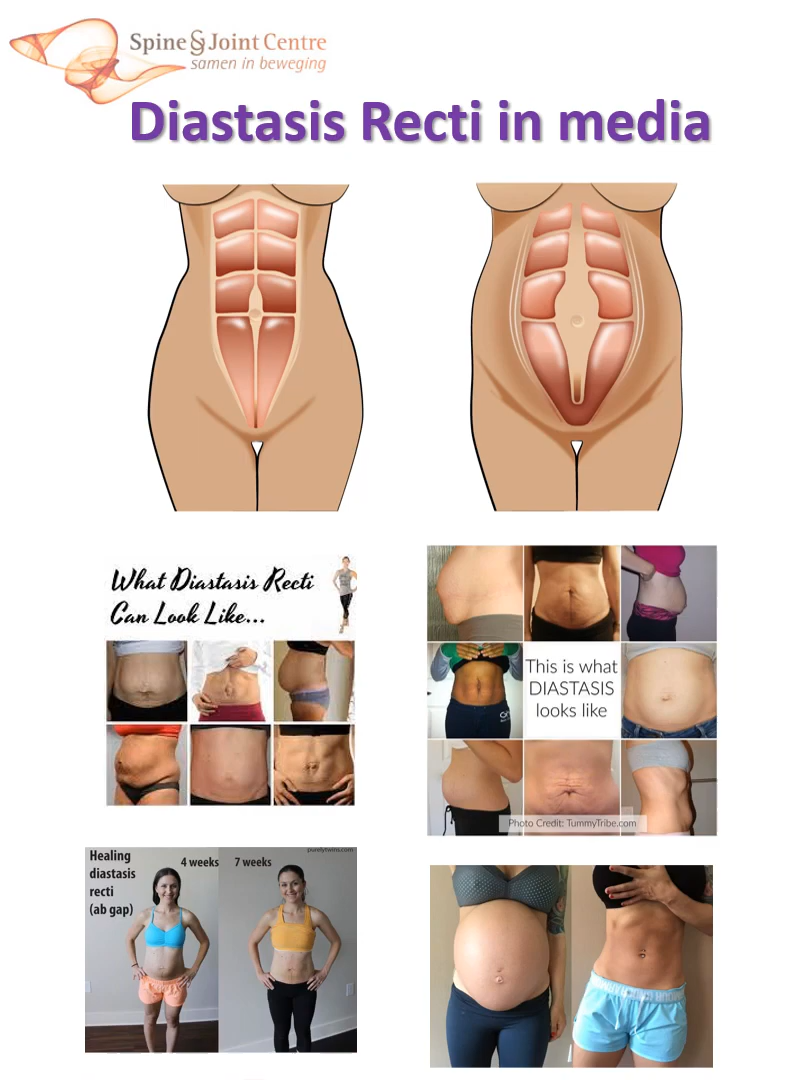 Spine & Joint Centre
samen in beweging
Diastasis Recti in media
What Diastasis Recti
Can Look Like...
This is what
DIASTASIS
looks like
Photo Credit: TummyTribe.com
Healing
diastasis
recti
(ab gap)
4 weeks
7 weeks
purelytwins.com